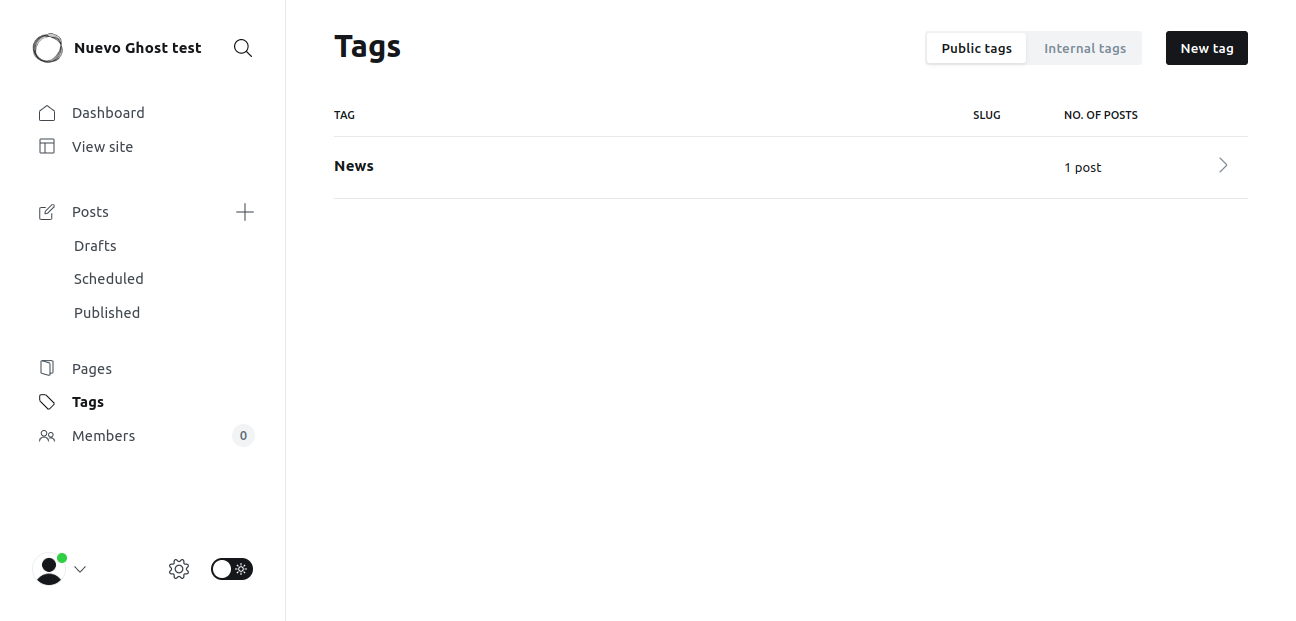 Nuevo Ghost test
Dashboard
View site
Posts
Drafts
Scheduled
Published
Pages
Tags
Members 0
Tags
Public tags Internal tags New tag
TAG SLUG NO. OF POSTS
News 1 post